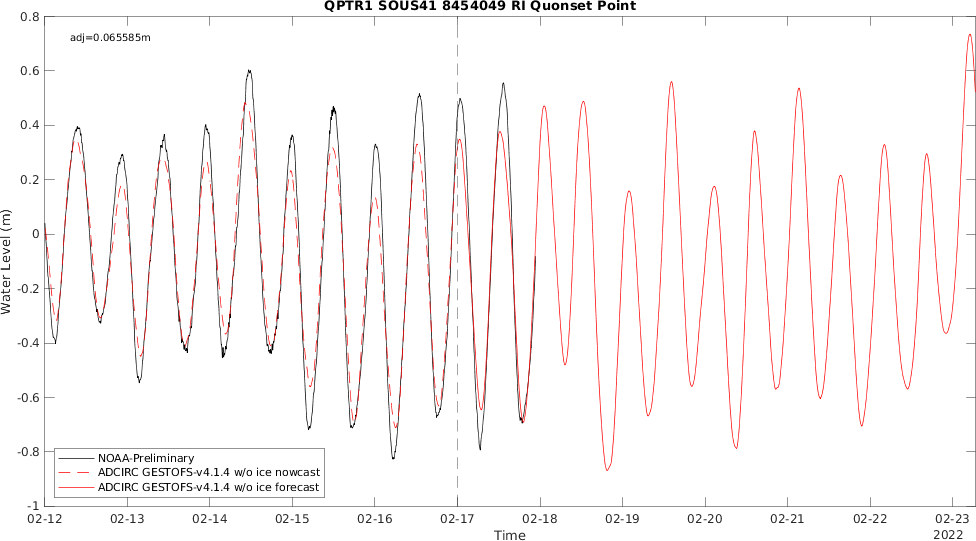 QPTR1 SOUS41 8454049 RI Quonset Point
adj=0.065585m
0.8
0.6
0.4
0.2
0
-0.2
-0.4
-0.6
-0.8
-1
Water Level (m)
NOAA-Preliminary
ADCIRC GESTOFS-v4.1.4 w/o ice nowcast
ADCIRC GESTOFS-v4.1.4 w/o ice forecast
02-12 02-13 02-14 02-15 02-16 02-17 02-18 02-19 02-20 02-21 02-22 02-23
Time
2022